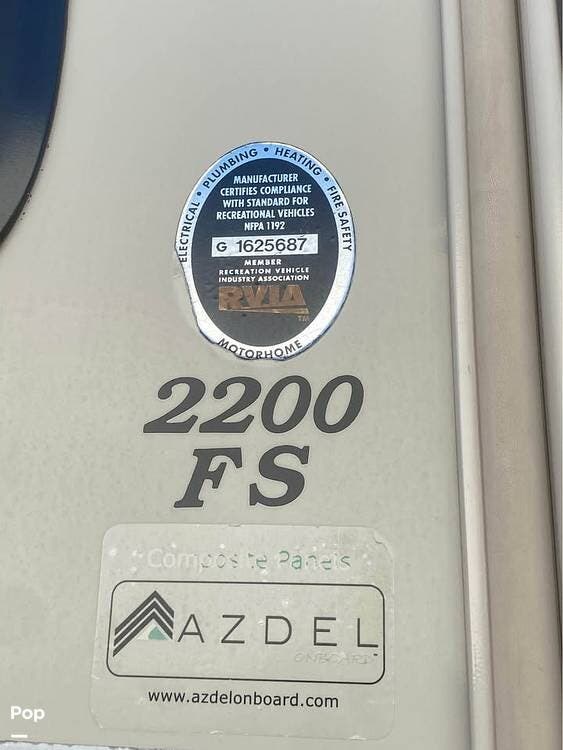 ELECTRICAL • PLUMBING • HEATING • FIRE SAFETY
MANUFACTURER
CERTIFIES COMPLIANCE
WITH STANDARD FOR
RECREATIONAL VEHICLES
NFPA 1192
G 1625687
MEMBER
RECREATION VEHICLE
INDUSTRY ASSOCIATION
RVIA
TM
MOTORHOME
2200
FS
Composite Panels
AZDEL
ONBOARD
www.azdelonboard.com
Pop